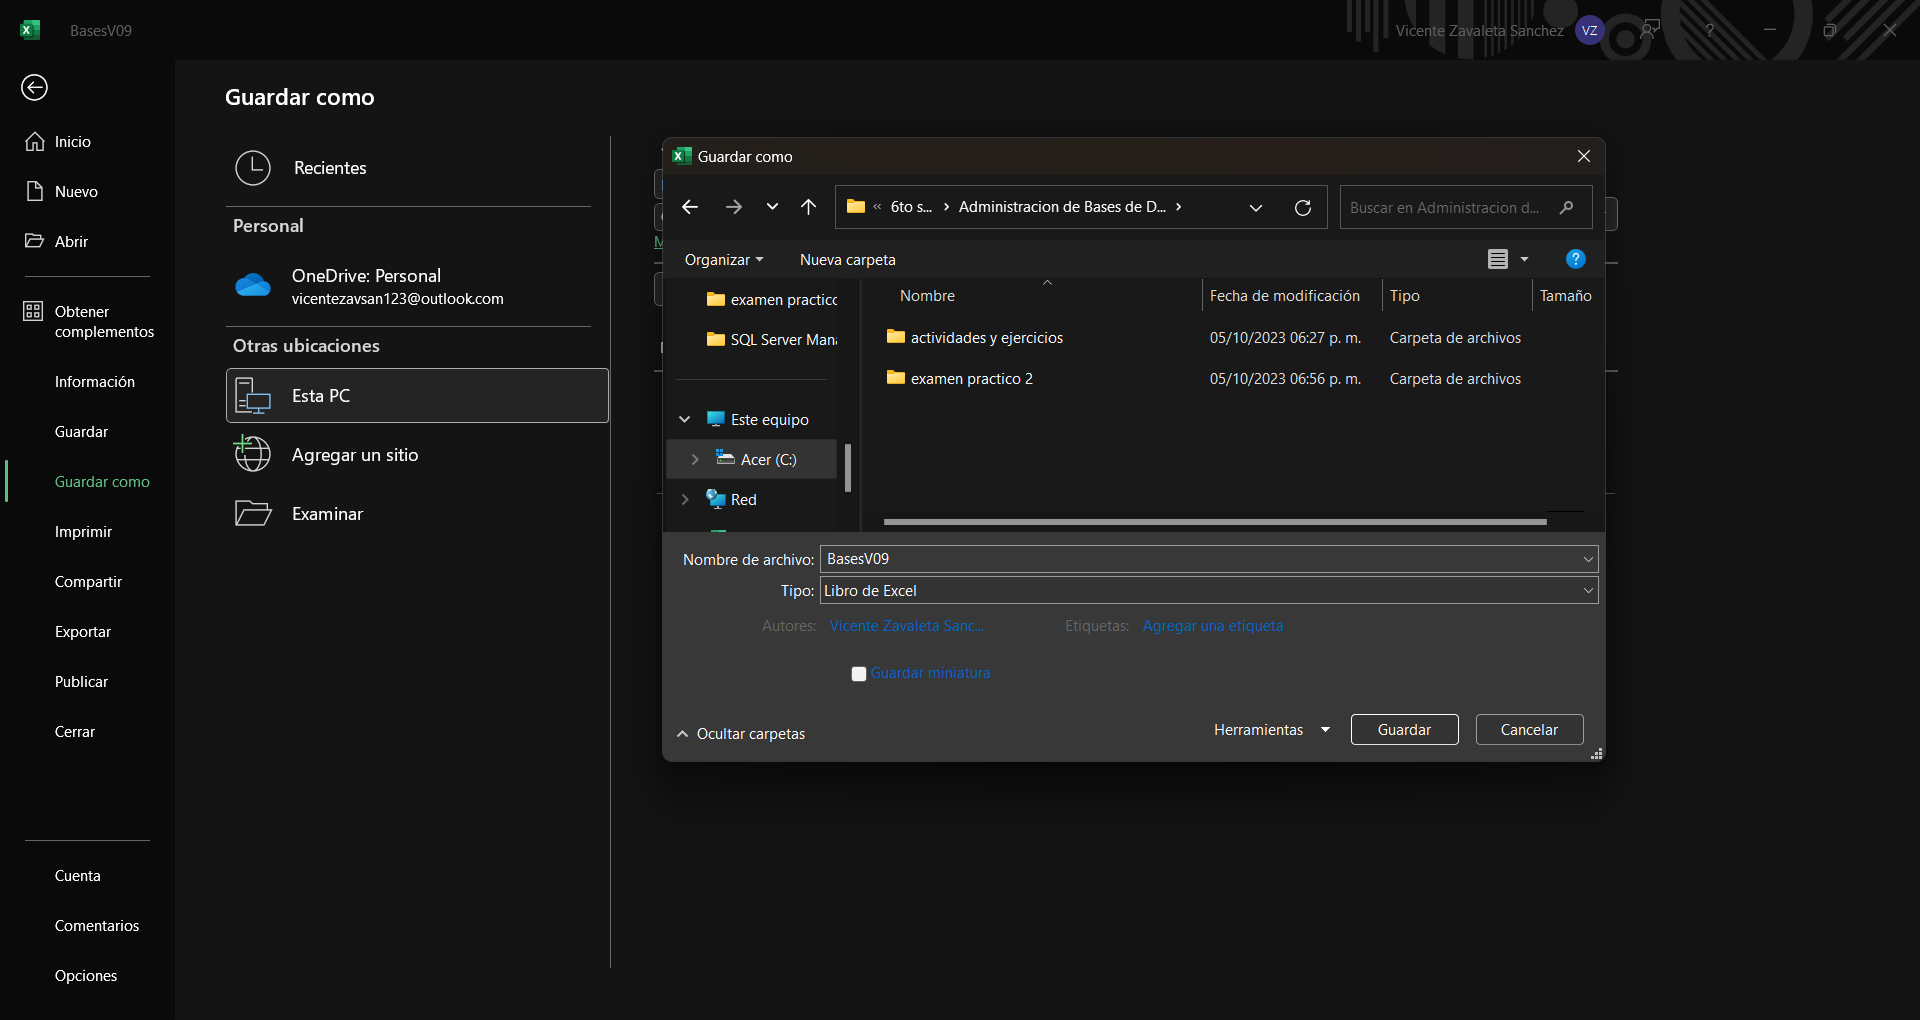 BasesV09
Vicente Zavaleta Sanchez
VZ
Guardar como
Inicio
Nuevo
Abrir
Obtener
complementos
Información
Guardar
Guardar como
Imprimir
Compartir
Exportar
Publicar
Cerrar
Cuenta
Comentarios
Opciones
Recientes
Personal
OneDrive: Personal
vicentezavsan123@outlook.com
Otras ubicaciones
Esta PC
Agregar un sitio
Examinar
Guardar como
« 6to s... › Administracion de Bases de D... ›
Buscar en Administracion d...
Organizar
Nueva carpeta
examen practico
SQL Server Mana
Este equipo
Acer (C:)
Red
Nombre Fecha de modificación Tipo Tamaño
actividades y ejercicios 05/10/2023 06:27 p. m. Carpeta de archivos
examen practico 2 05/10/2023 06:56 p. m. Carpeta de archivos
Nombre de archivo: BasesV09
Tipo: Libro de Excel
Autores: Vicente Zavaleta Sanc... Etiquetas: Agregar una etiqueta
Guardar miniatura
Ocultar carpetas
Herramientas Guardar Cancelar